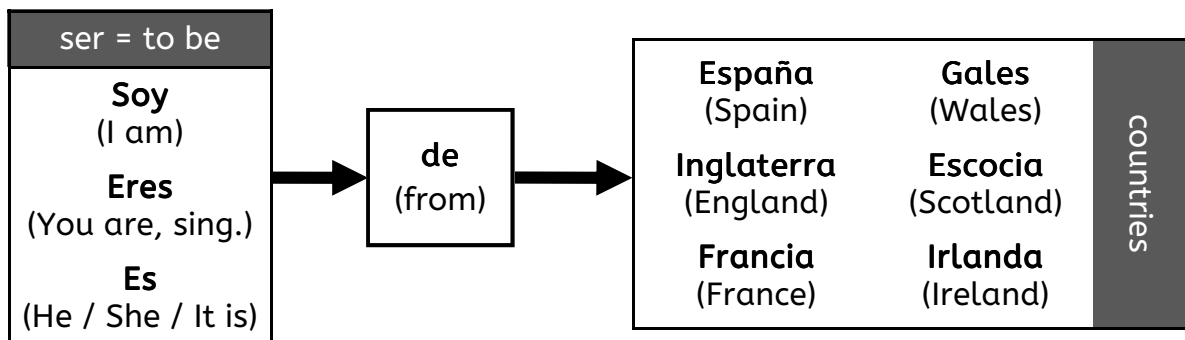 ser = to be
Soy
(I am)
Eres
(You are, sing.)
Es
(He / She / It is)
de
(from)
España
(Spain)
Inglaterra
(England)
Francia
(France)
Gales
(Wales)
Escocia
(Scotland)
Irlanda
(Ireland)
countries